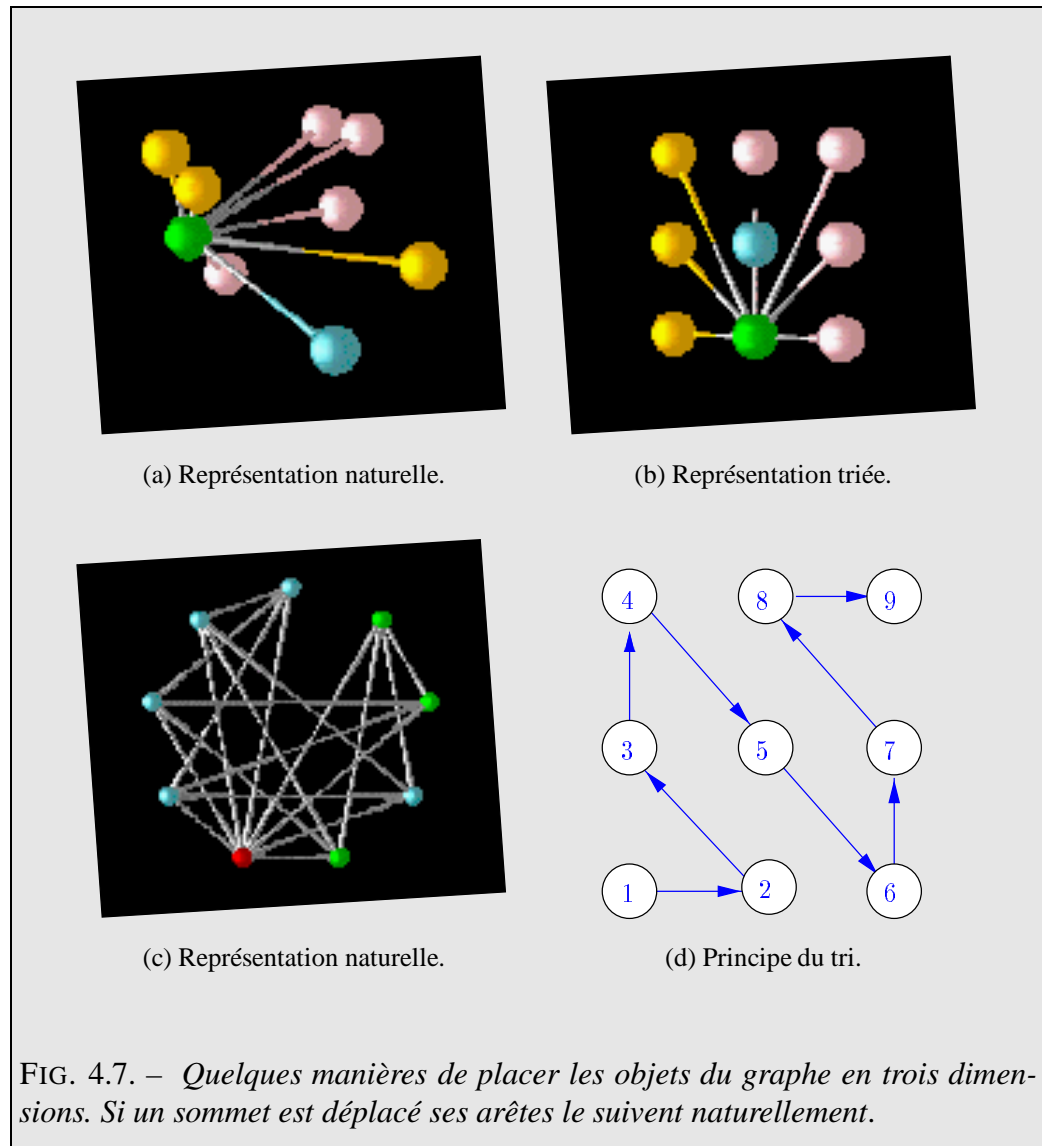 (a) Représentation naturelle.
(b) Représentation triée.
4
8
9
3
5
7
1
2
6
(c) Représentation naturelle.
(d) Principe du tri.
FIG. 4.7. – Quelques manières de placer les objets du graphe en trois dimen-
sions. Si un sommet est déplacé ses arêtes le suivent naturellement.